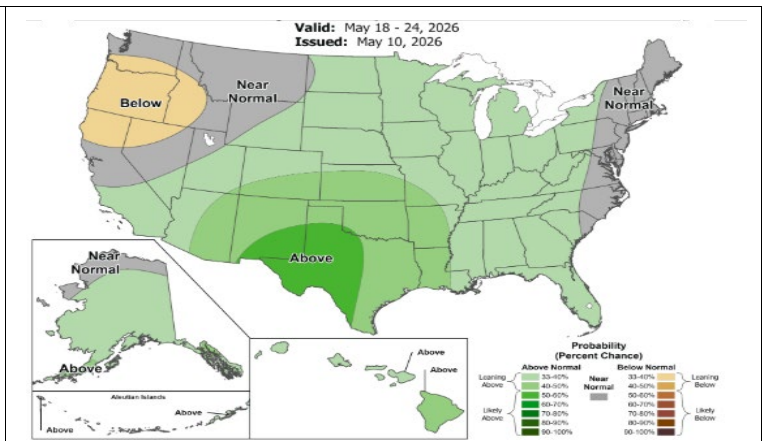 Valid: May 18 - 24, 2026
Issued: May 10, 2026
Below
Near
Normal
Near
Normal
Above
Near
Normal
Above
Aleutian Islands
Above
Above
Above
Above
Probability
(Percent Chance)
Above Normal
Below Normal
Leaning
Above
33-40%
40-50%
Near
Normal
33-40%
40-50%
Leaning
Below
Likely
Above
50-60%
60-70%
70-80%
80-90%
90-100%
50-60%
60-70%
70-80%
80-90%
90-100%
Likely
Below